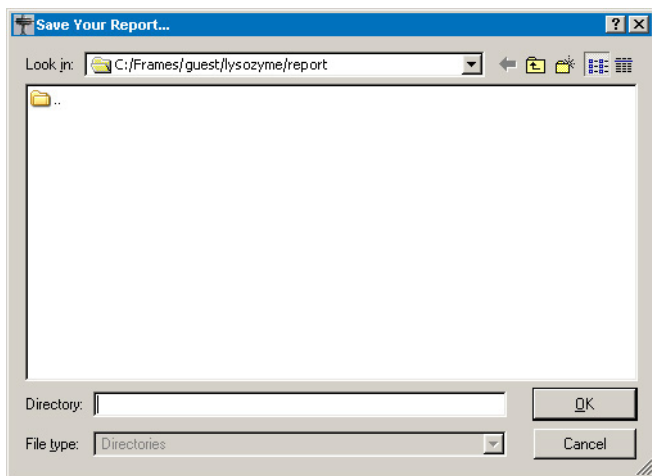 Save Your Report...
Look in: C:/Frames/guest/lysozyme/report
..
Directory:
OK
File type: Directories
Cancel